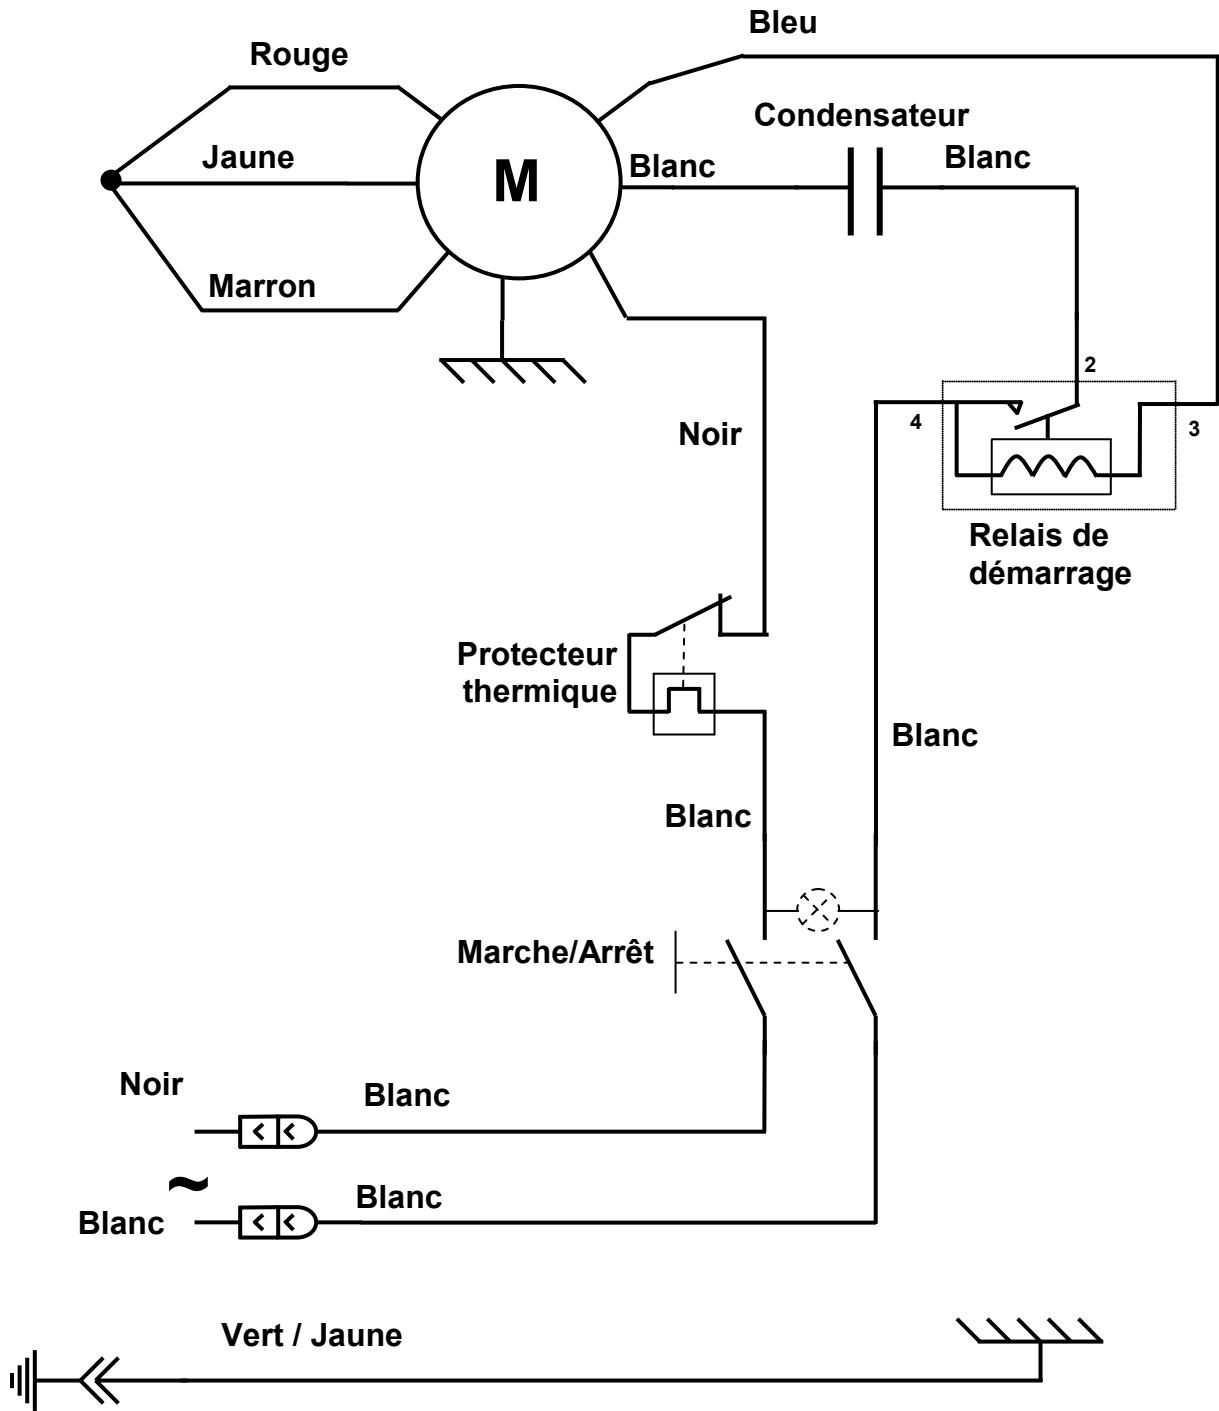 Bleu
Rouge
Condensateur
Jaune
M
Blanc
Blanc
Marron
2
4
3
Noir
Relais de
démarrage
Protecteur
thermique
Blanc
Blanc
Marche/Arrêt
Noir
Blanc
~
Blanc
Blanc
Vert / Jaune